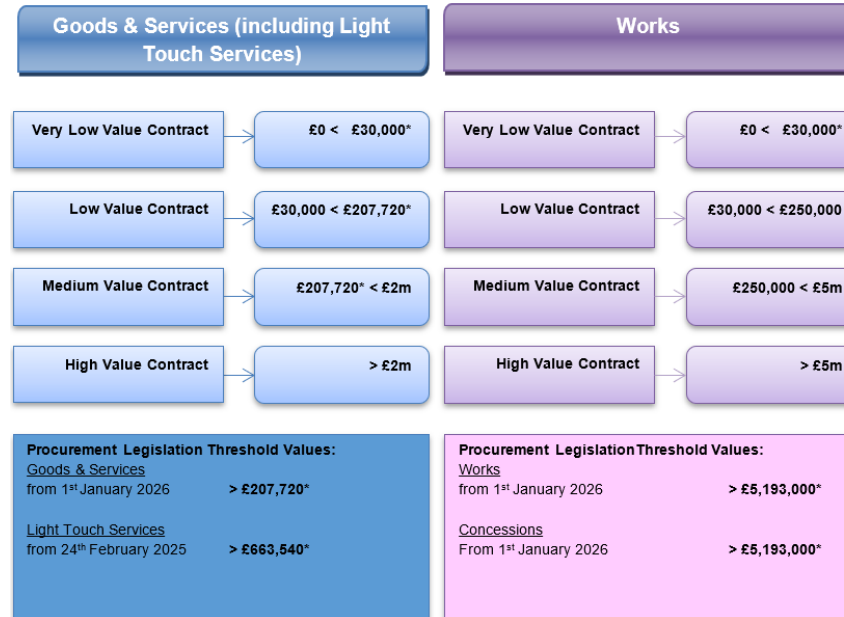 Goods & Services (including Light
Touch Services)
Works
Very Low Value Contract
£0 < £30,000*
Very Low Value Contract
£0 < £30,000*
Low Value Contract
£30,000 < £207,720*
Low Value Contract
£30,000 < £250,000
Medium Value Contract
£207,720* < £2m
Medium Value Contract
£250,000 < £5m
High Value Contract
> £2m
High Value Contract
> £5m
Procurement Legislation Threshold Values:
Goods & Services
from 1st January 2026 > £207,720*
Light Touch Services
from 24th February 2025 > £663,540*
Procurement Legislation Threshold Values:
Works
from 1st January 2026 > £5,193,000*
Concessions
From 1st January 2026 > £5,193,000*